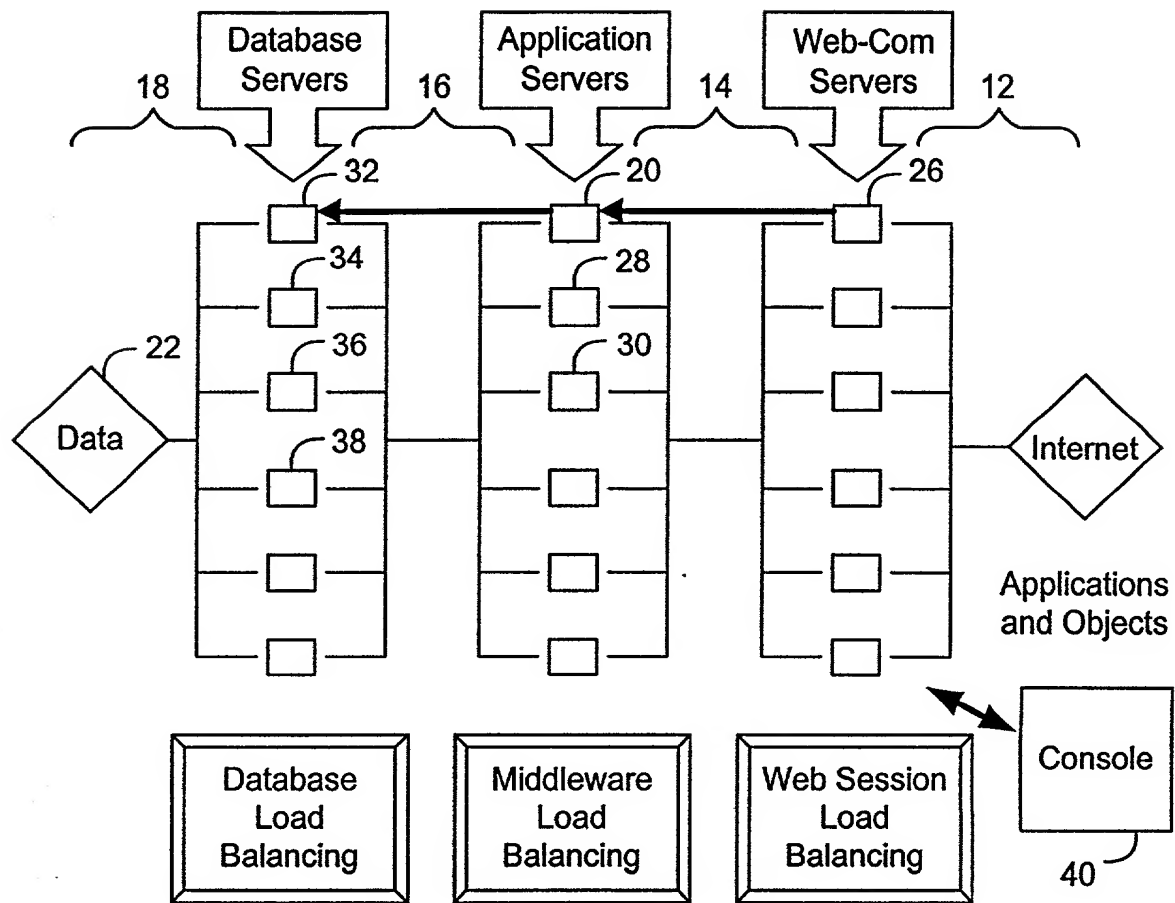 Database
Servers
Application
Servers
Web-Com
Servers
18
16
14
12
32
20
26
34
28
22
36
30
Data
38
Internet
Applications
and Objects
Database
Load
Balancing
Middleware
Load
Balancing
Web Session
Load
Balancing
Console
40